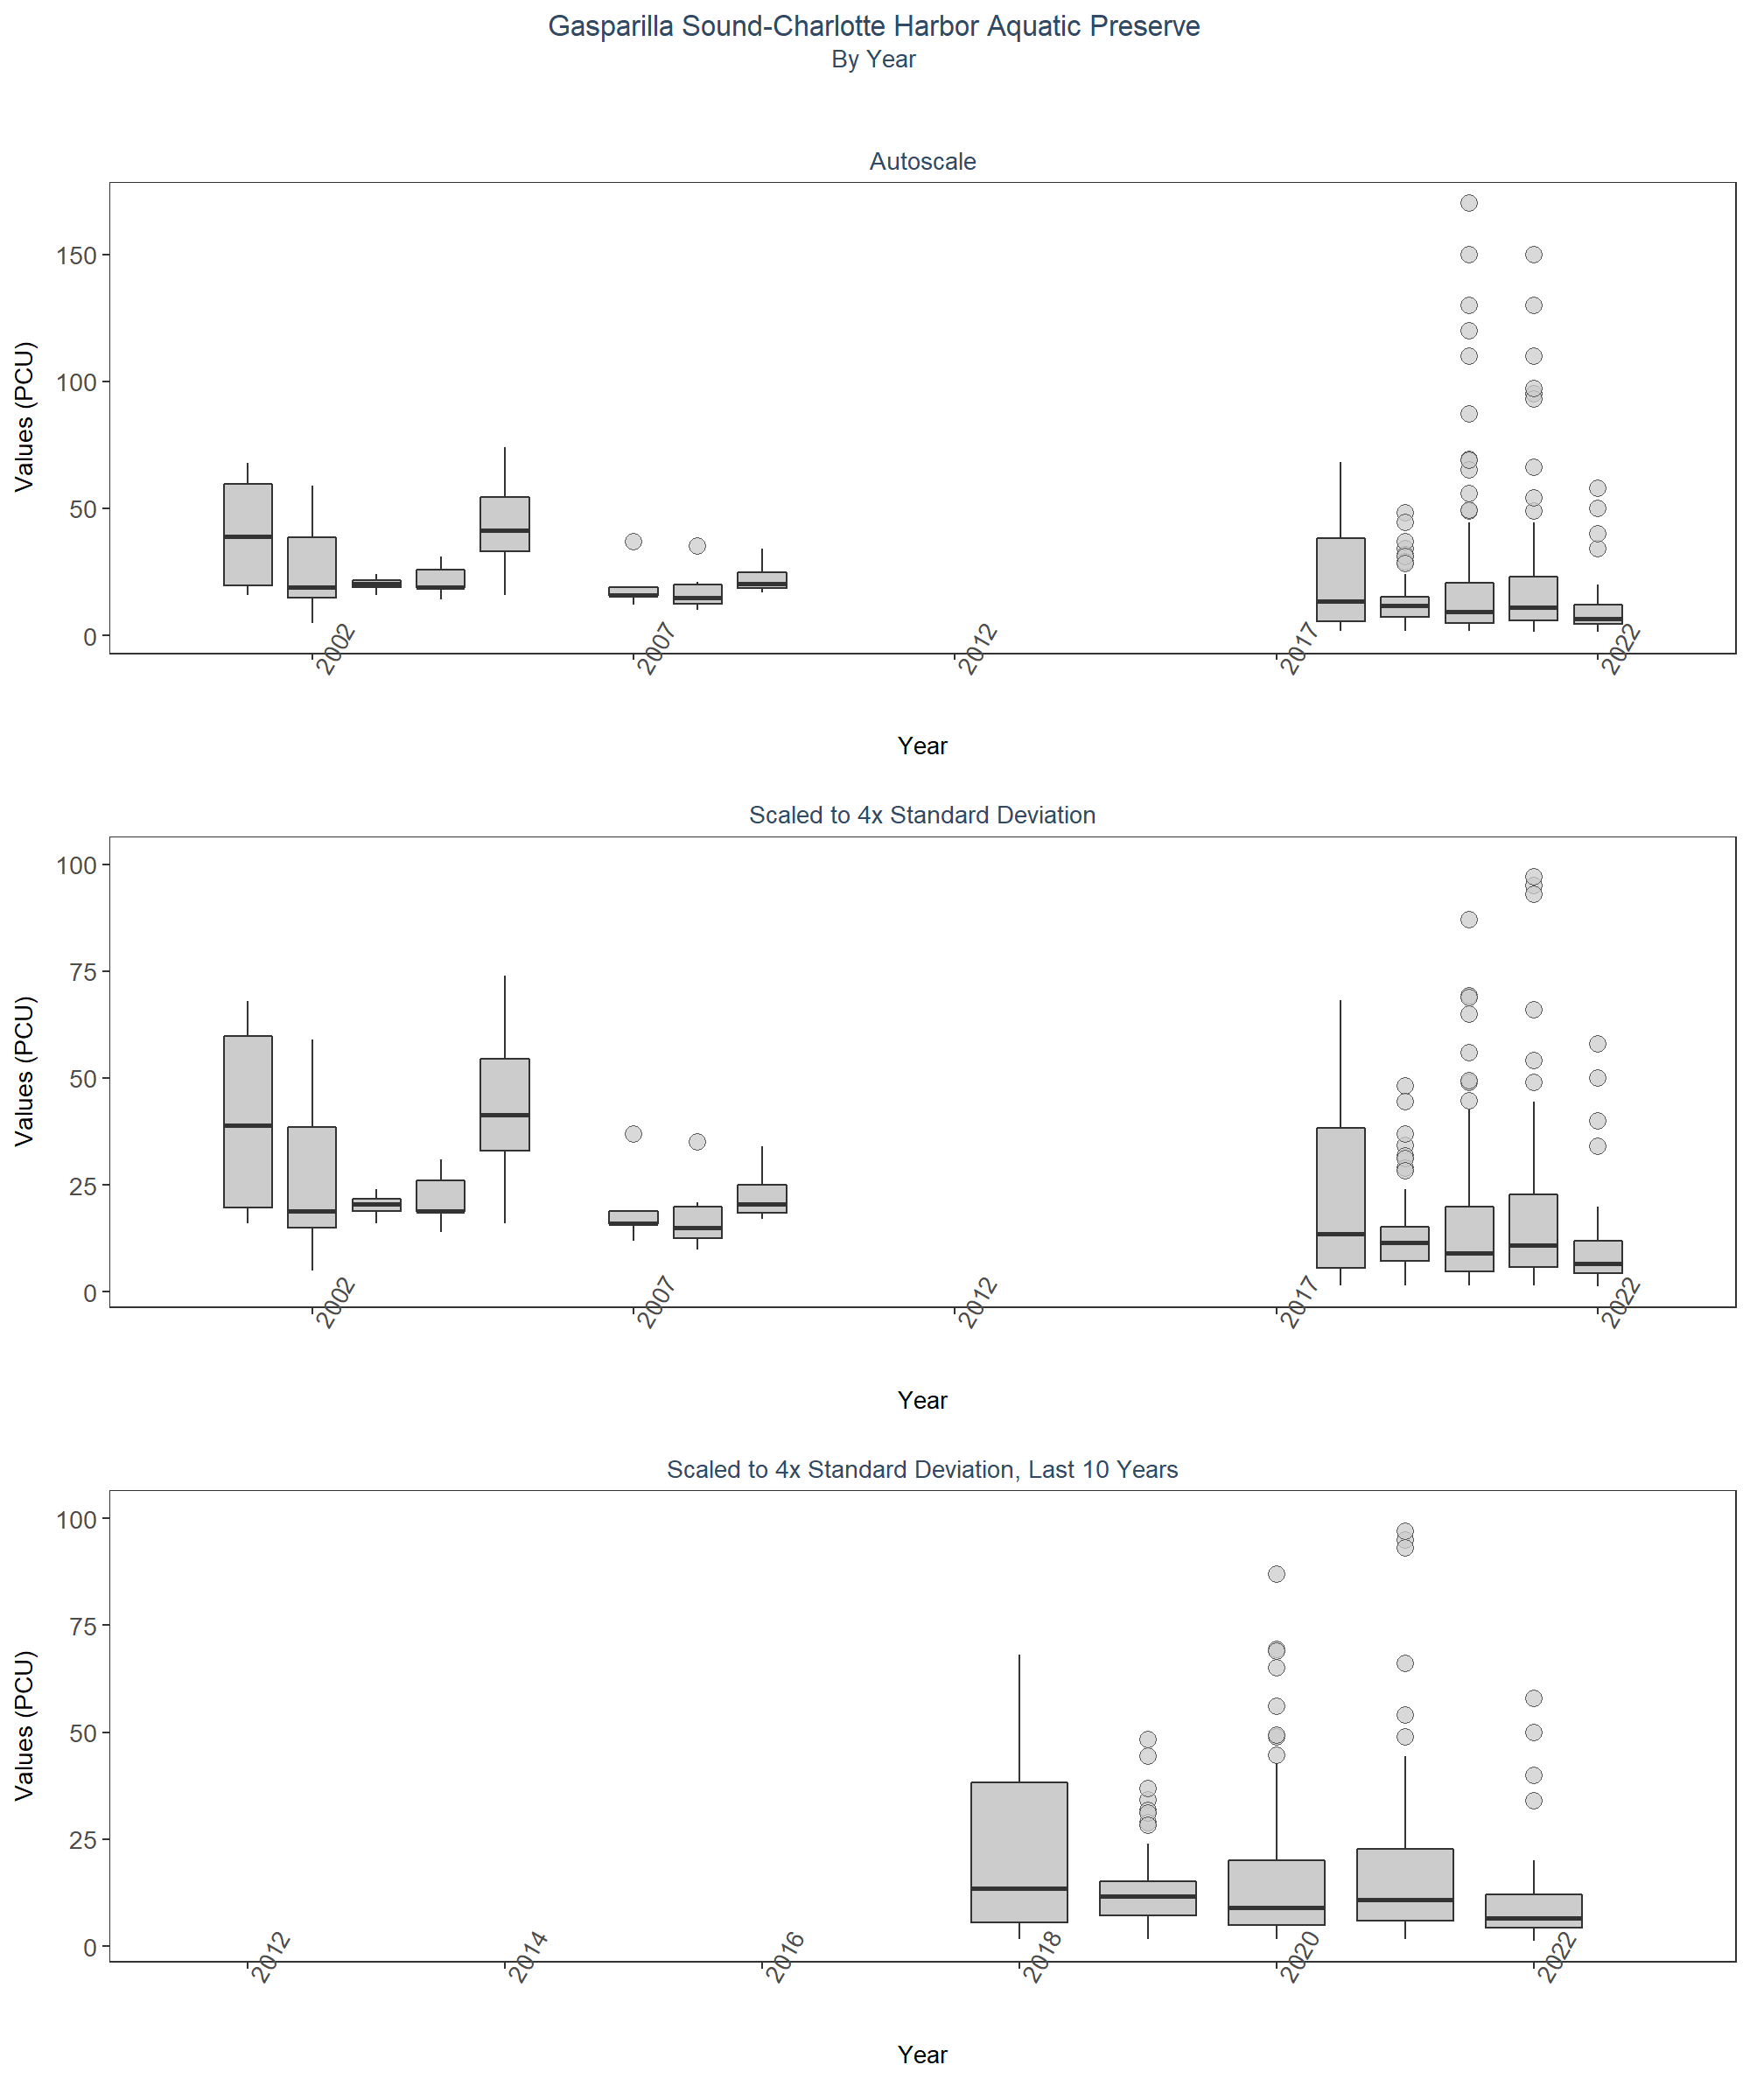 Gasparilla Sound-Charlotte Harbor Aquatic Preserve
By Year
Autoscale
Values (PCU)
150
100
50
0
2002
2007
2012
2017
2022
Year
Scaled to 4x Standard Deviation
Values (PCU)
100
75
50
25
0
2002
2007
2012
2017
2022
Year
Scaled to 4x Standard Deviation, Last 10 Years
Values (PCU)
100
75
50
25
0
2012
2014
2016
2018
2020
2022
Year